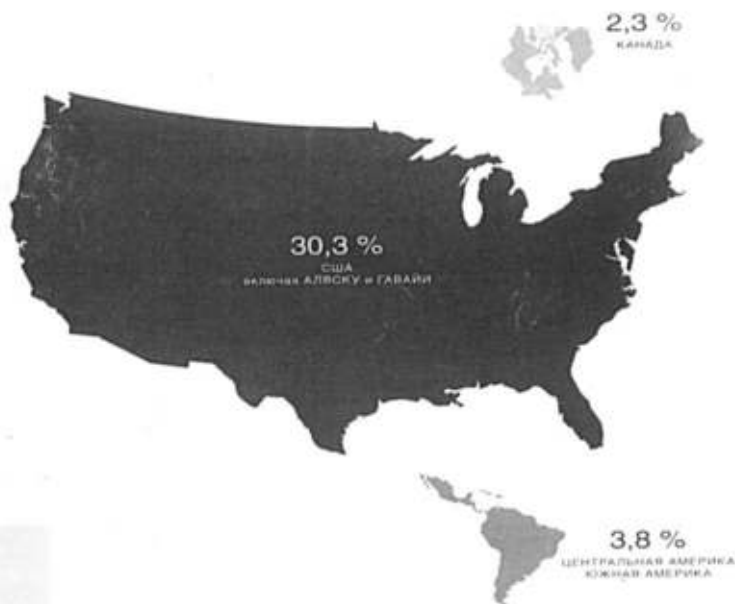 2,3 %
КАНАДА
30,3 %
США
включая АЛЯСКУ и ГАВАЙИ
3,8 %
ЦЕНТРАЛЬНАЯ АМЕРИКА
ЮЖНАЯ АМЕРИКА